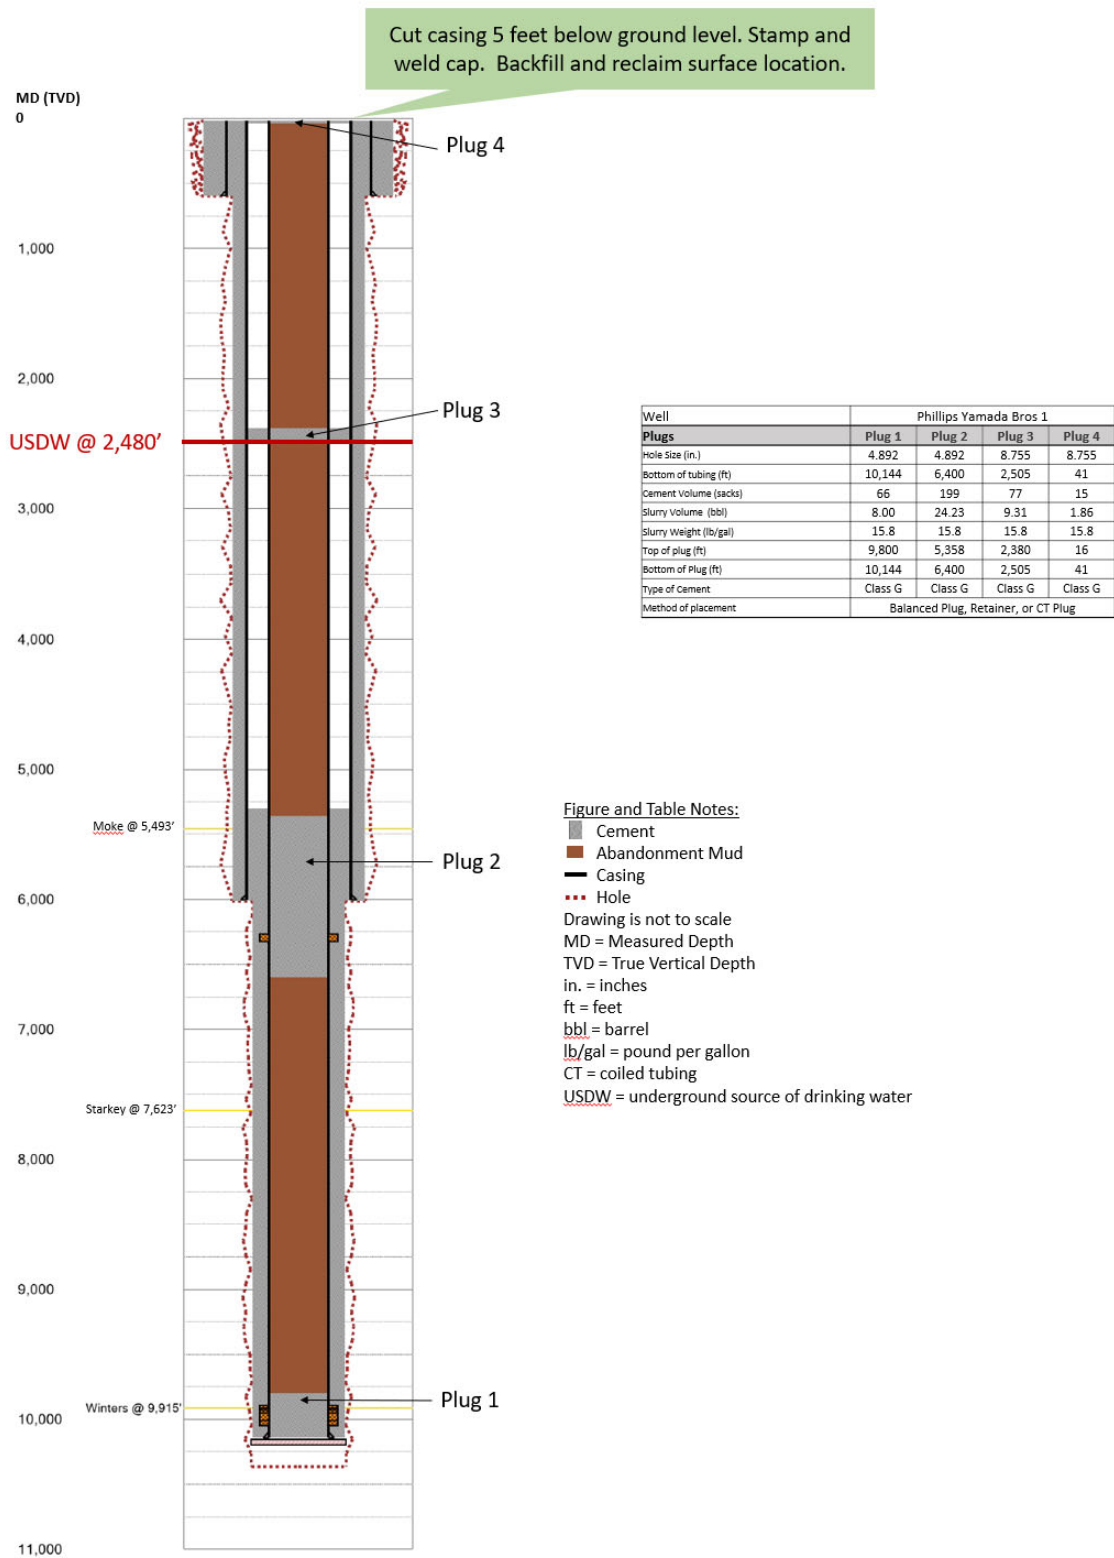 Cut casing 5 feet below ground level. Stamp and
weld cap.  Backfill and reclaim surface location.
MD (TVD)
0
Plug 4
1,000
2,000
Plug 3
USDW @ 2,480’
3,000
4,000
5,000
Moke @ 5,493’
Plug 2
6,000
7,000
Starkey @ 7,623’
8,000
9,000
Plug 1
Winters @ 9,915’
10,000
11,000
Well Phillips Yamada Bros 1
Plugs Plug 1 Plug 2 Plug 3 Plug 4
Hole Size (in.) 4.892 4.892 8.755 8.755
Bottom of tubing (ft) 10,144 6,400 2,505 41
Cement Volume (sacks) 66 199 77 15
Slurry Volume (bbl) 8.00 24.23 9.31 1.86
Slurry Weight (lb/gal) 15.8 15.8 15.8 15.8
Top of plug (ft) 9,800 5,358 2,380 16
Bottom of Plug (ft) 10,144 6,400 2,505 41
Type of Cement Class G Class G Class G Class G
Method of placement Balanced Plug, Retainer, or CT Plug
Figure and Table Notes:
Cement
Abandonment Mud
Casing
Hole
Drawing is not to scale
MD = Measured Depth
TVD = True Vertical Depth
in. = inches
ft = feet
bbl = barrel
lb/gal = pound per gallon
CT = coiled tubing
USDW = underground source of drinking water